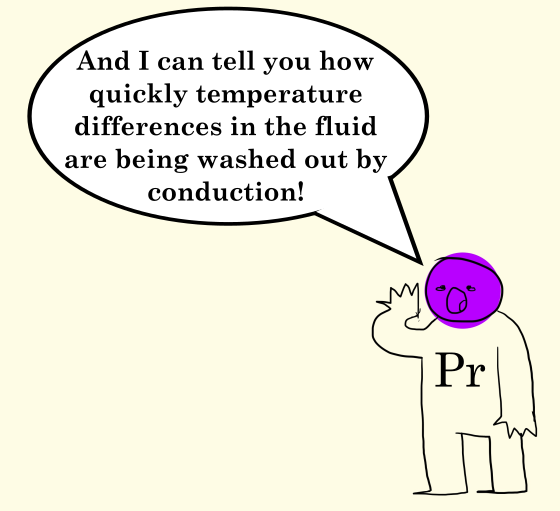 And I can tell you how
quickly temperature
differences in the fluid
are being washed out by
conduction!
Pr